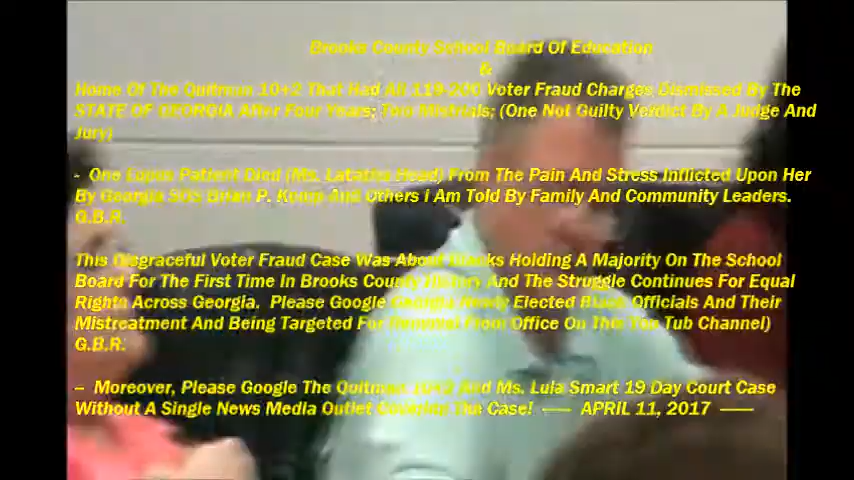 Brooks County School Board Of Education
&
Home Of The Quitman 10+2 That Had All 119-200 Voter Fraud Charges Dismissed By The
STATE OF GEORGIA After Four Years; Two Mistrials; (One Not Guilty Verdict By A Judge And
Jury)
- One Lupus Patient Died (Ms. Latashia Head) From The Pain And Stress Inflicted Upon Her
By Georgia SOS Brian P. Kemp And Others I Am Told By Family And Community Leaders.
G.B.R.
This Disgraceful Voter Fraud Case Was About Blacks Holding A Majority On The School
Board For The First Time In Brooks County History And The Struggle Continues For Equal
Rights Across Georgia. Please Google Georgia Newly Elected Black Officials And Their
Mistreatment And Being Targeted For Removal From Office On This You Tub Channel)
G.B.R.
-- Moreover, Please Google The Quitman 10+2 And Ms. Lula Smart 19 Day Court Case
Without A Single News Media Outlet Covering The Case! ---- APRIL 11, 2017 ----